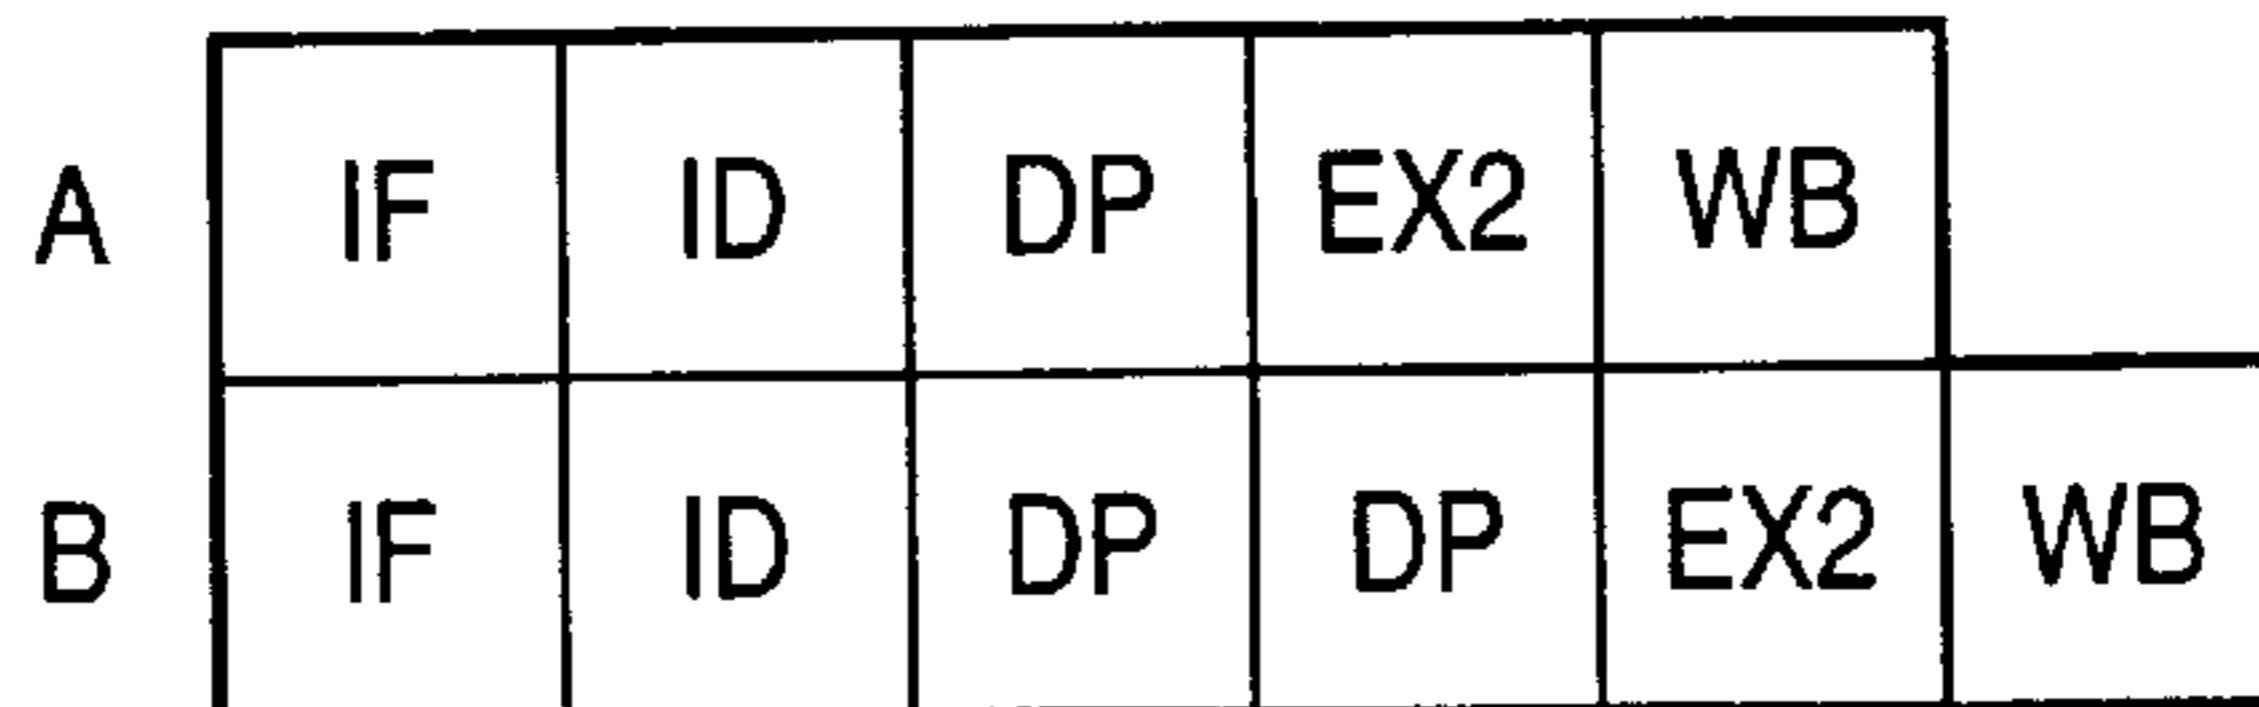 A IF ID DP EX2 WB
B IF ID DP DP EX2 WB